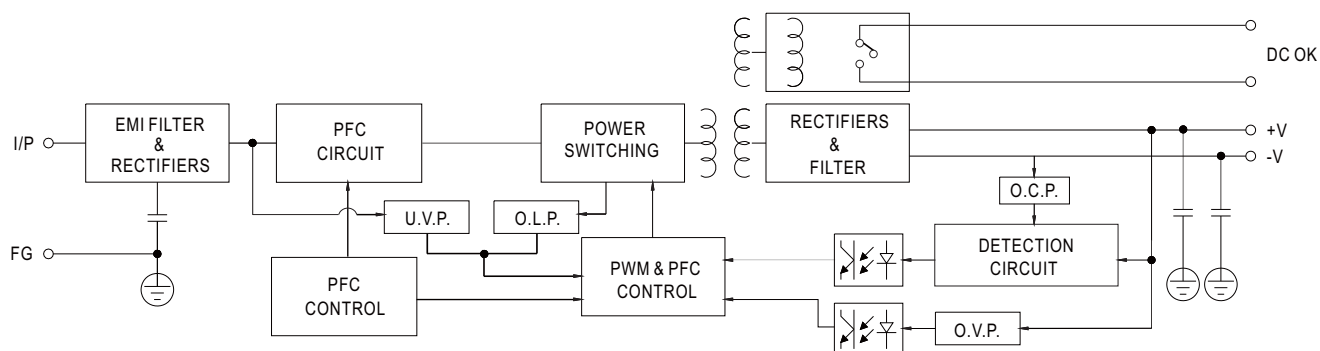 DC OK
I/P
EMI FILTER
&
RECTIFIERS
PFC
CIRCUIT
POWER
SWITCHING
RECTIFIERS
&
FILTER
+V
-V
O.C.P.
U.V.P.
O.L.P.
FG
DETECTION
CIRCUIT
PFC
CONTROL
PWM & PFC
CONTROL
O.V.P.